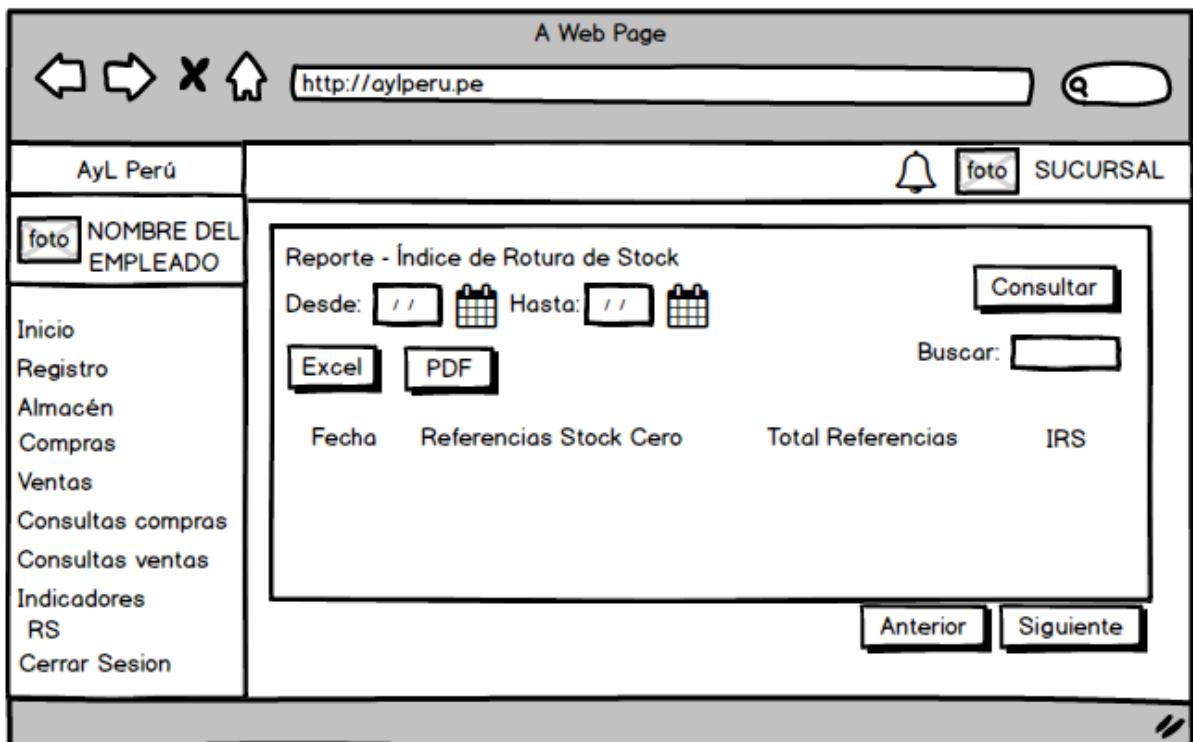 A Web Page
http://aylperu.pe
AyL Perú
foto SUCURSAL
foto NOMBRE DEL
EMPLEADO
Inicio
Registro
Almacén
Compras
Ventas
Consultas compras
Consultas ventas
Indicadores
RS
Cerrar Sesion
Reporte - Índice de Rotura de Stock
Consultar
Desde: / / Hasta: / /
Buscar:
Excel PDF
Fecha Referencias Stock Cero Total Referencias IRS
Anterior Siguiente